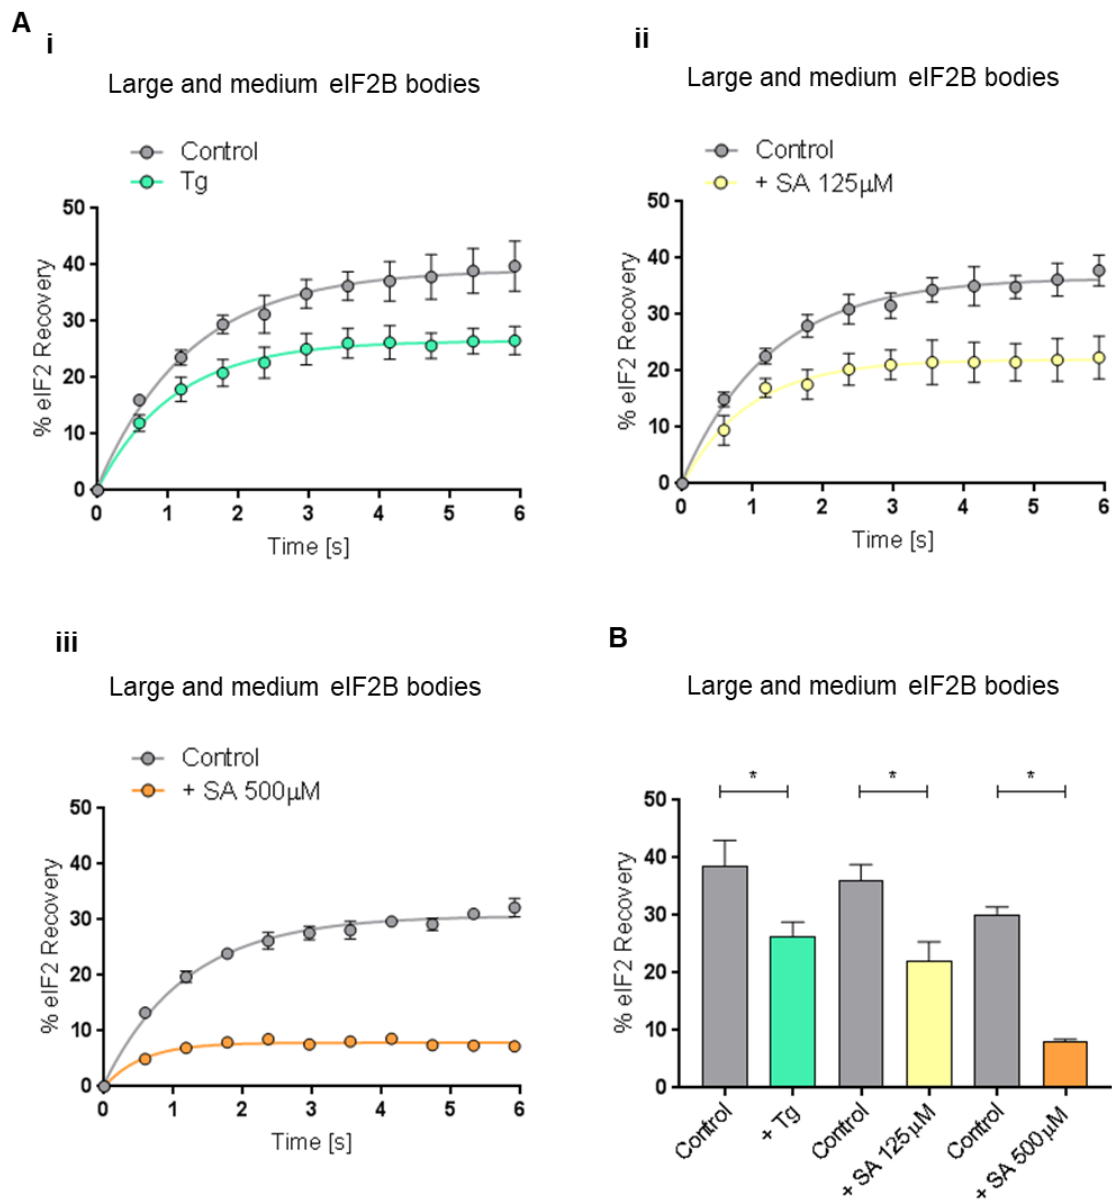 A
i
Large and medium eIF2B bodies
Control
Tg
50
40
30
20
10
0
% eIF2 Recovery
0 1 2 3 4 5 6
Time [s]
ii
Large and medium eIF2B bodies
Control
+ SA 125μM
50
40
30
20
10
0
% eIF2 Recovery
0 1 2 3 4 5 6
Time [s]
iii
Large and medium eIF2B bodies
Control
+ SA 500μM
50
40
30
20
10
0
% eIF2 Recovery
0 1 2 3 4 5 6
Time [s]
B
Large and medium eIF2B bodies
* * *
50
40
30
20
10
0
% eIF2 Recovery
Control
+ Tg
Control
+ SA 125μM
Control
+ SA 500μM